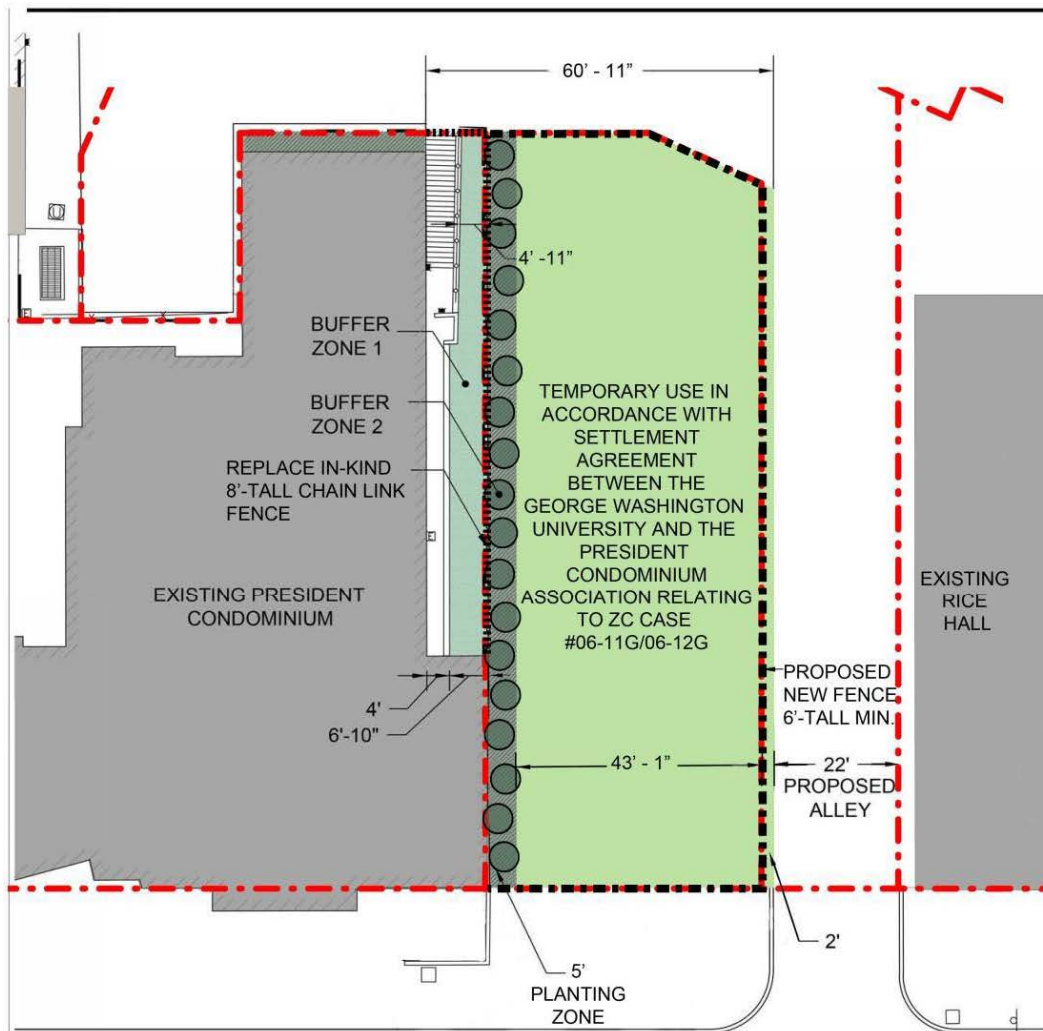 60' - 11"
4' -11"
BUFFER
ZONE 1
BUFFER
ZONE 2
REPLACE IN-KIND
8'-TALL CHAIN LINK
FENCE
TEMPORARY USE IN
ACCORDANCE WITH
SETTLEMENT
AGREEMENT
BETWEEN THE
GEORGE WASHINGTON
UNIVERSITY AND THE
PRESIDENT
CONDOMINIUM
ASSOCIATION RELATING
TO ZC CASE
#06-11G/06-12G
EXISTING PRESIDENT
CONDOMINIUM
EXISTING
RICE
HALL
PROPOSED
NEW FENCE
6'-TALL MIN.
4'
6'-10"
43' - 1"
22'
PROPOSED
ALLEY
2'
5'
PLANTING
ZONE